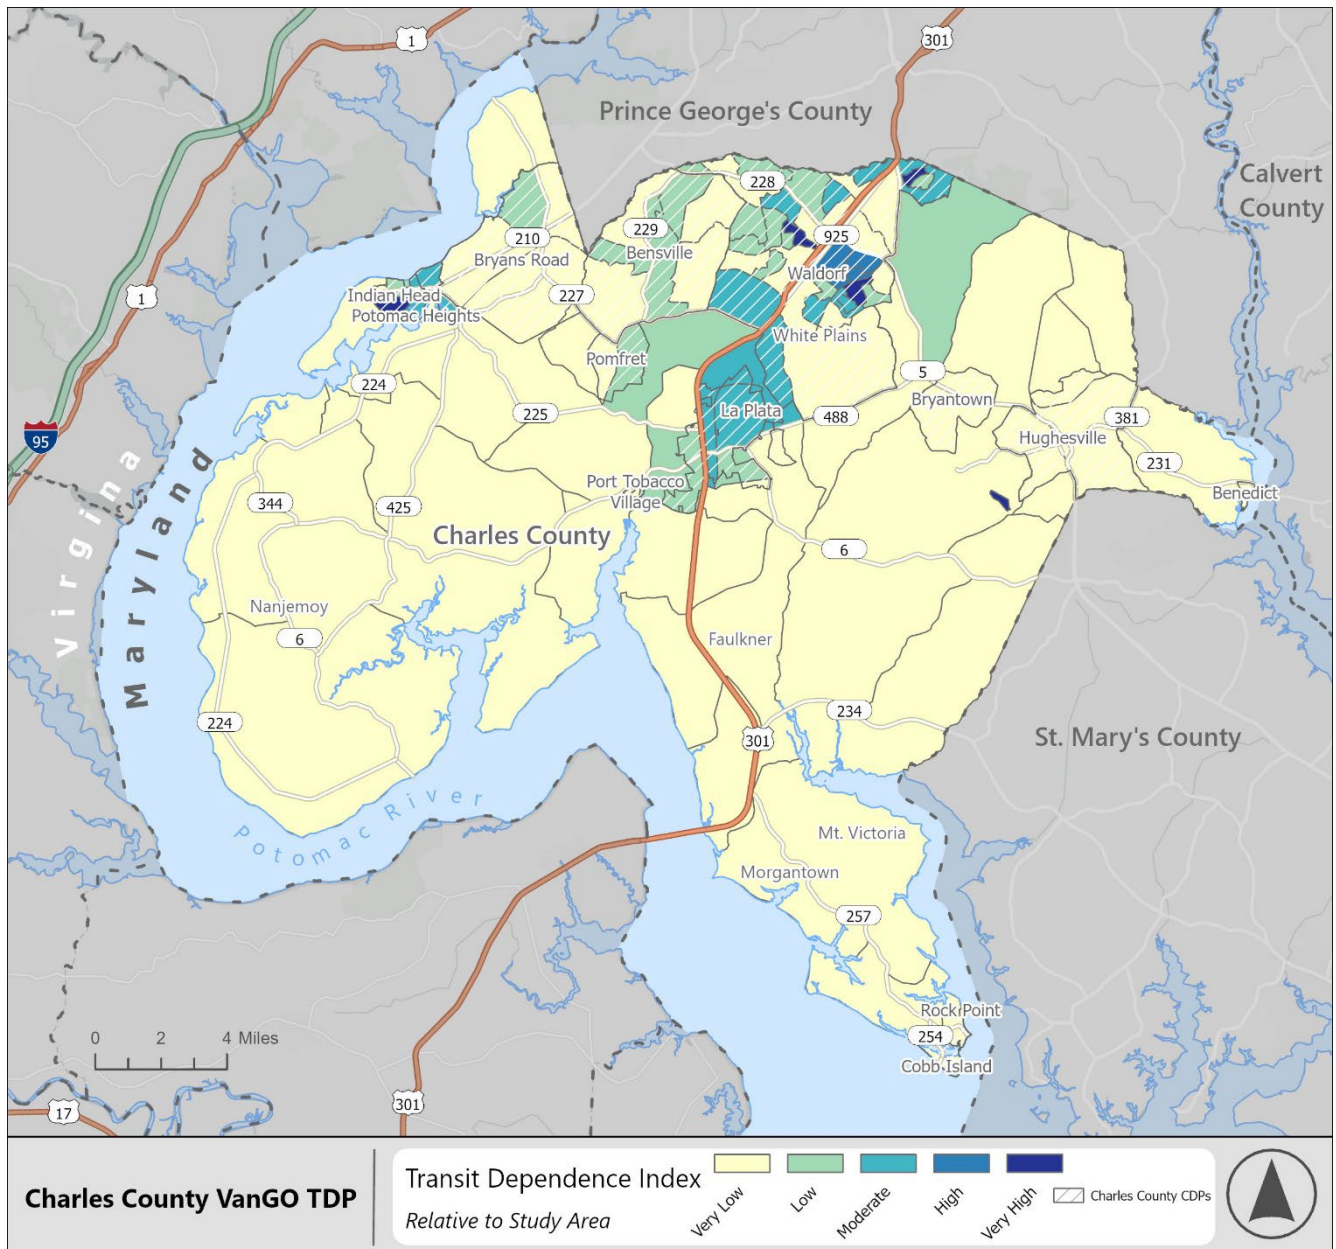 1
301
Prince George's County
Calvert
County
228
229
925
210
Bensville
Bryans Road
Waldorf
1
Indian Head
227
Potomac Heights
White Plains
Pomfret
5
224
Bryantown
225
La Plata
488
381
95
Hughesville
231
Port Tobacco
Village
Benedict
344
425
Charles County
6
Virginia
Maryland
Nanjemoy
6
Faulkner
224
234
301
St. Mary's County
Potomac River
Mt. Victoria
Morgantown
257
Rock Point
254
Cobb Island
0 2 4 Miles
301
17
Charles County VanGO TDP
Transit Dependence Index
Relative to Study Area
Very Low
Low
Moderate
High
Very High
Charles County CDPs